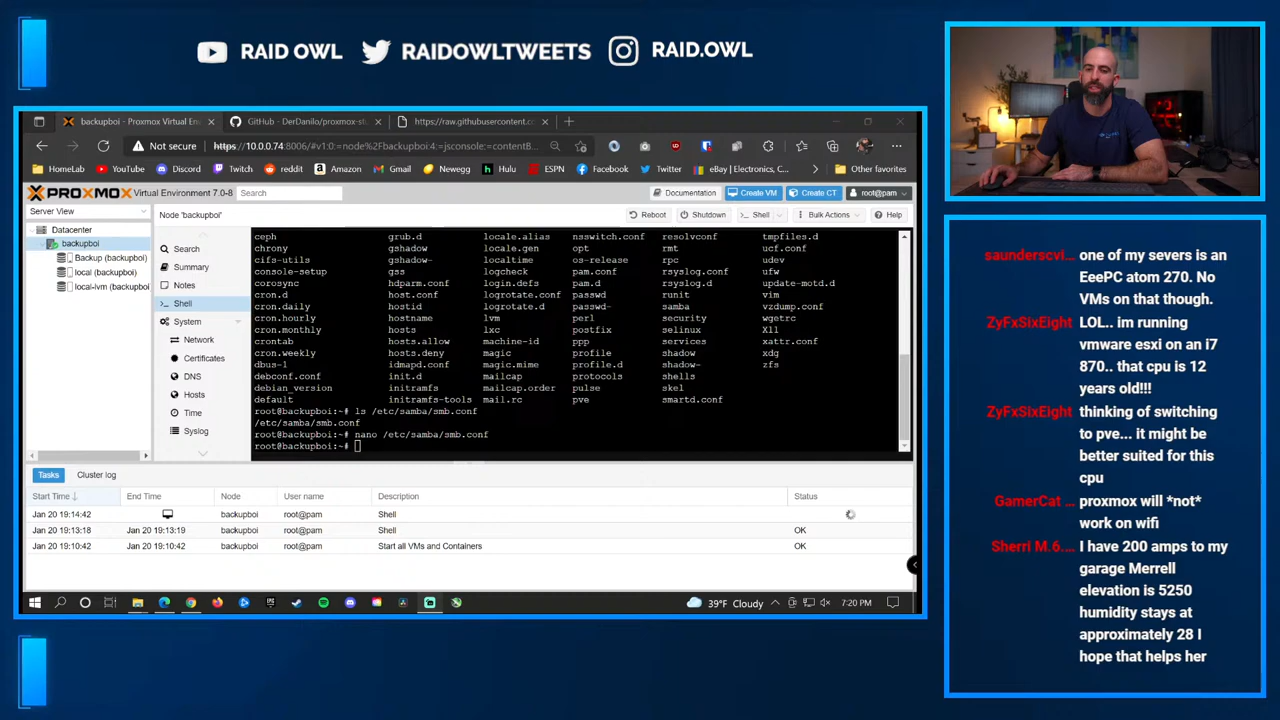 RAID OWL
RAIDOWLTWEETS
RAID.OWL
backupboi - Proxmox Virtual En
GitHub - DerDanilo/proxmox-st
https://raw.githubusercontent.c
Not secure
https://10.0.0.74:8006/#v1:0:=node%2Fbackupboi:4:=jsconsole:=contentB...
HomeLab
YouTube
Discord
Twitch
reddit
Amazon
Gmail
Newegg
Hulu
ESPN
Facebook
Twitter
eBay | Electronics, C...
Other favorites
PROXMOX
Virtual Environment 7.0-8
Search
Documentation
Create VM
Create CT
root@pam
Server View
Node 'backupboi'
Reboot
Shutdown
Shell
Bulk Actions
Help
Datacenter
backupboi
Backup (backupboi)
local (backupboi)
local-lvm (backupboi
Search
Summary
Notes
Shell
System
Network
Certificates
DNS
Hosts
Time
Syslog
ceph grub.d locale.alias nsswitch.conf resolvconf tmpfiles.d
chrony gshadow locale.gen opt rmt ucf.conf
cifs-utils gshadow- localtime os-release rpc udev
console-setup gss logcheck pam.conf rsyslog.conf ufw
corosync hdparm.conf login.defs pam.d rsyslog.d update-motd.d
cron.d host.conf logrotate.conf passwd runit vim
cron.daily hostid logrotate.d passwd- samba vzdump.conf
cron.hourly hostname lvm perl security wgetrc
cron.monthly hosts lxc postfix selinux X11
crontab hosts.allow machine-id ppp services xattr.conf
cron.weekly hosts.deny magic profile shadow xdg
dbus-1 idmapd.conf magic.mime profile.d shadow- zfs
debconf.conf init.d mailcap protocols shells
debian_version initramfs mailcap.order pulse skel
default initramfs-tools mail.rc pve smartd.conf
root@backupboi:~# ls /etc/samba/smb.conf
/etc/samba/smb.conf
root@backupboi:~# nano /etc/samba/smb.conf
root@backupboi:~#
Tasks
Cluster log
Start Time End Time Node User name Description Status
Jan 20 19:14:42 backupboi root@pam Shell
Jan 20 19:13:18 Jan 20 19:13:19 backupboi root@pam Shell OK
Jan 20 19:10:42 Jan 20 19:10:42 backupboi root@pam Start all VMs and Containers OK
39°F Cloudy
7:20 PM
saunderscvl... one of my severs is an
EeePC atom 270. No
VMs on that though.
ZyFxSixEight LOL.. im running
vmware esxi on an i7
870.. that cpu is 12
years old!!!
ZyFxSixEight thinking of switching
to pve... it might be
better suited for this
cpu
GamerCat ... proxmox will *not*
work on wifi
Sherri M.6... I have 200 amps to my
garage Merrell
elevation is 5250
humidity stays at
approximately 28 I
hope that helps her